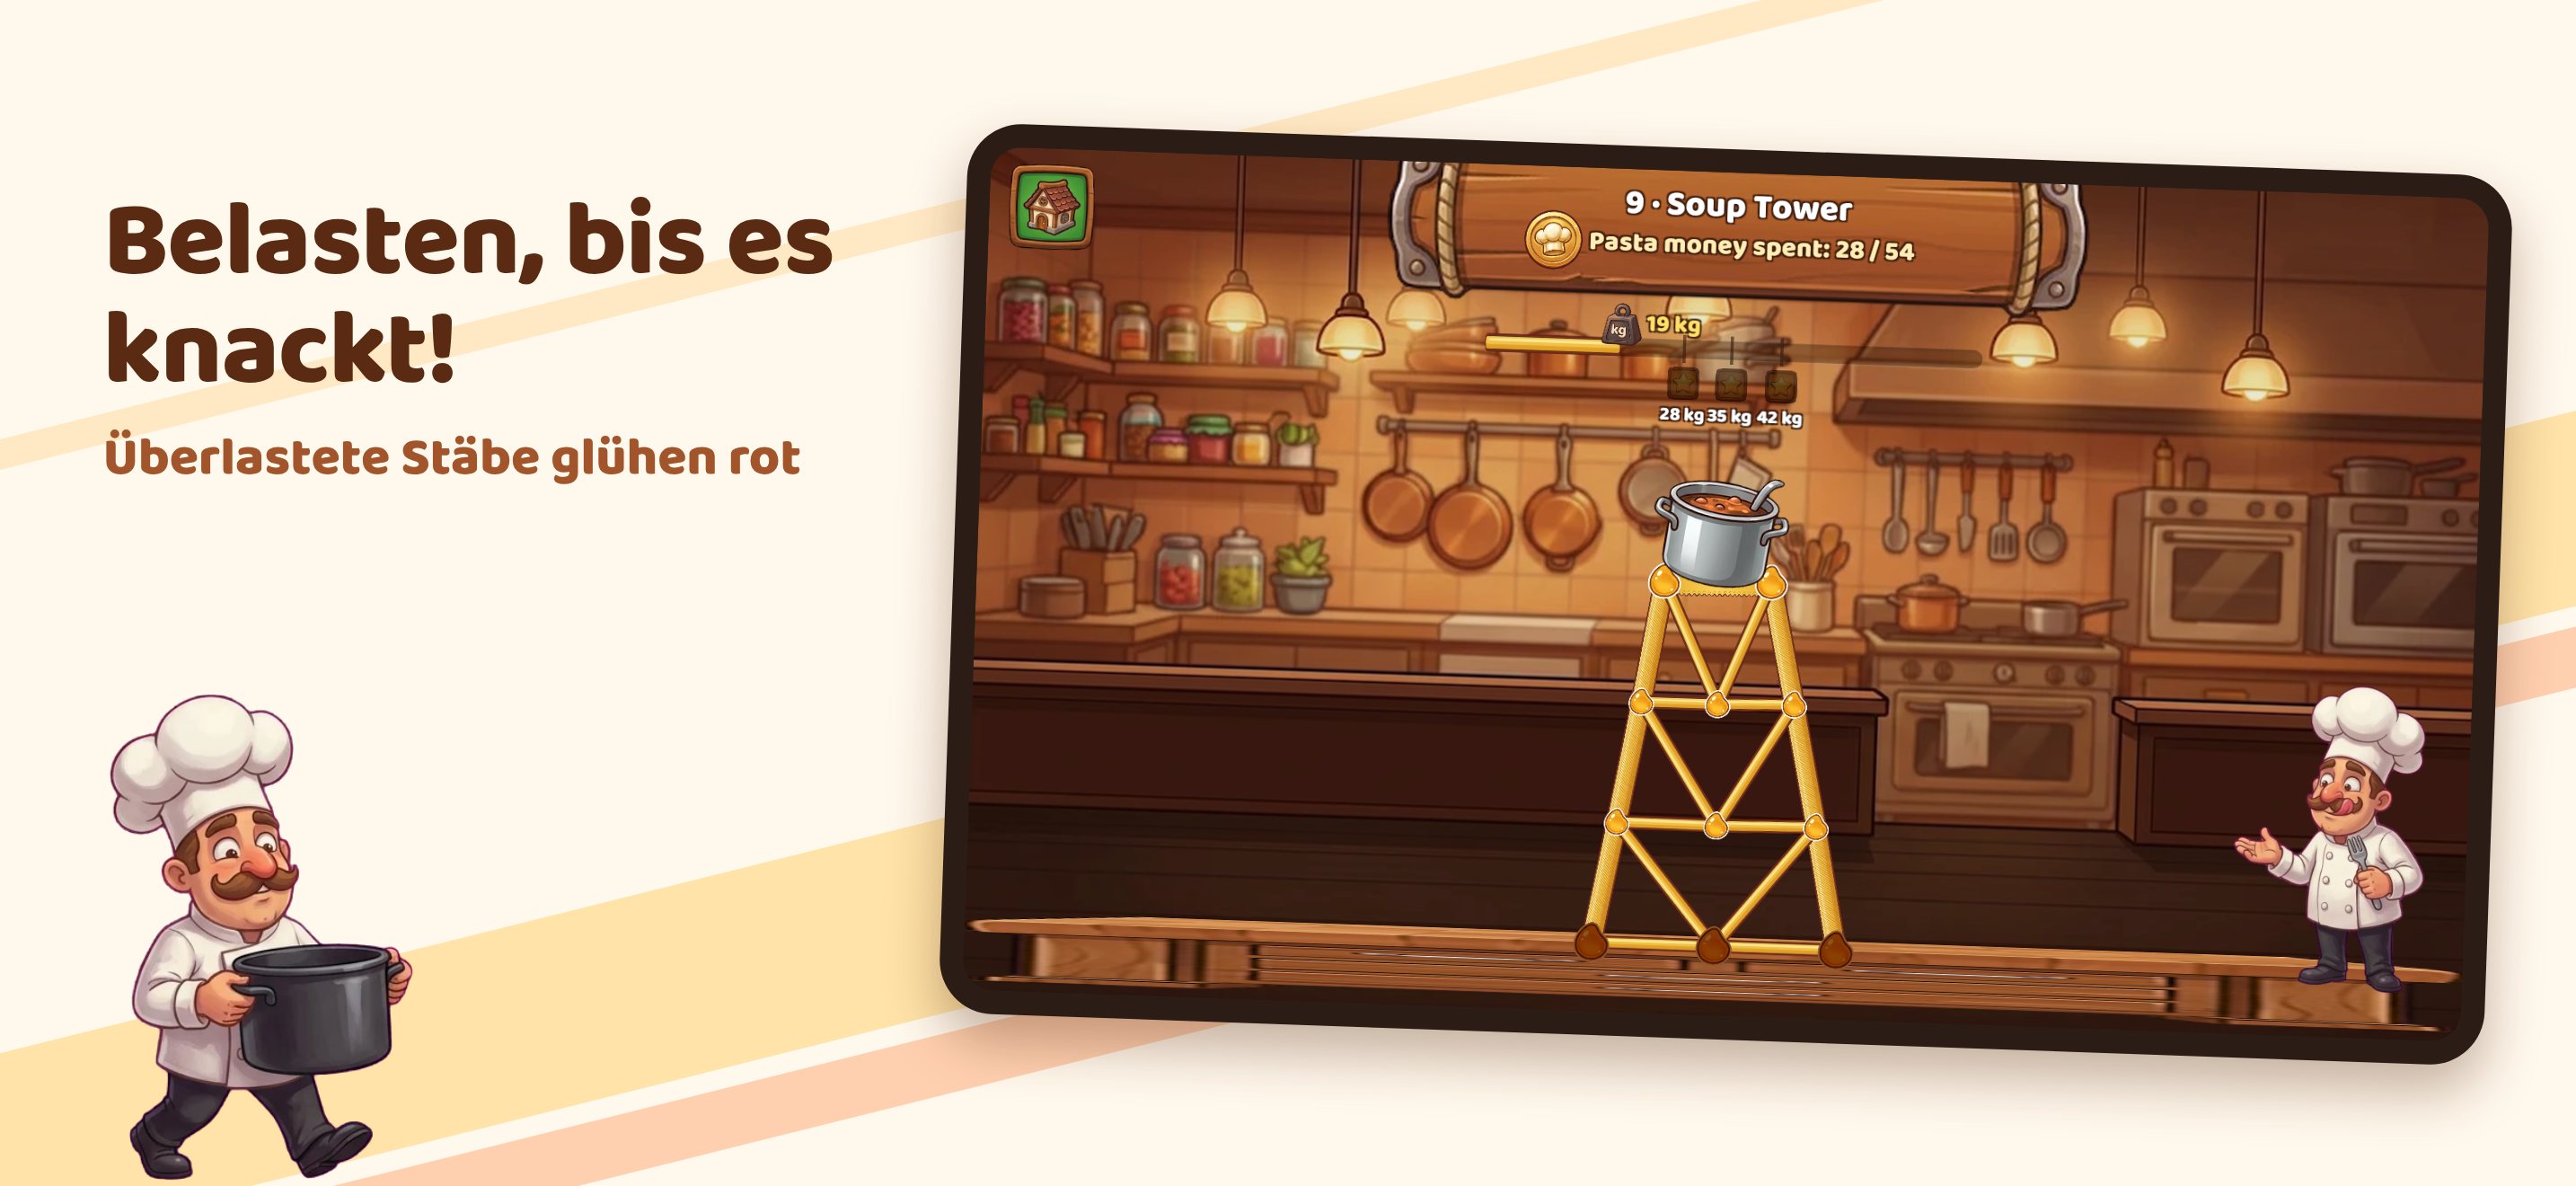 Belasten, bis es
knackt!
Überlastete Stäbe glühen rot
9 · Soup Tower
Pasta money spent: 28 / 54
kg
19 kg
28 kg 35 kg 42 kg